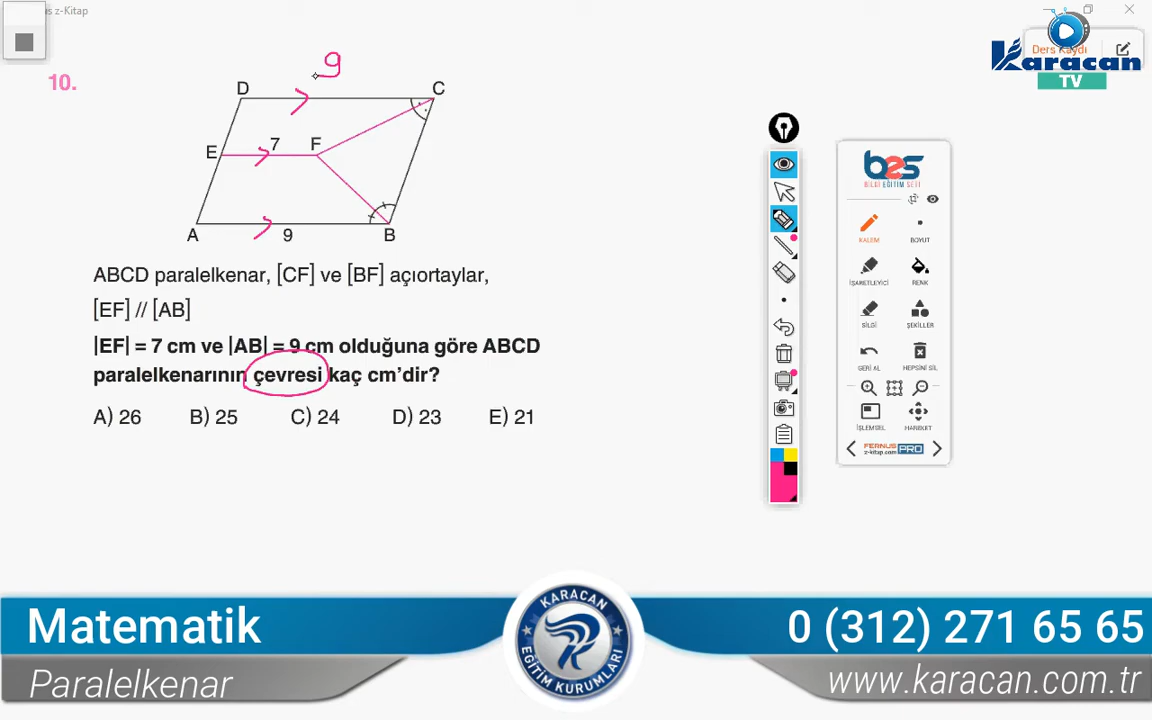 us z-Kitap
Ders Kaydı
Karacan
TV
9
10.
D
C
E
7
F
A
9
B
ABCD paralelkenar, [CF] ve [BF] açıortaylar,
[EF] // [AB]
|EF| = 7 cm ve |AB| = 9 cm olduğuna göre ABCD
paralelkenarının çevresi kaç cm’dir?
A) 26 B) 25 C) 24 D) 23 E) 21
b2s
BİLGİ EĞİTİM SETİ
KALEM BOYUT
İŞARETLEYİCİ RENK
SİLGİ ŞEKİLLER
GERİ AL HEPSİNİ SİL
İŞLEMSEL HAREKET
FERNUS PRO
z-kitap.com
Matematik
Paralelkenar
KARACAN
EĞİTİM KURUMLARI
0 (312) 271 65 65
www.karacan.com.tr